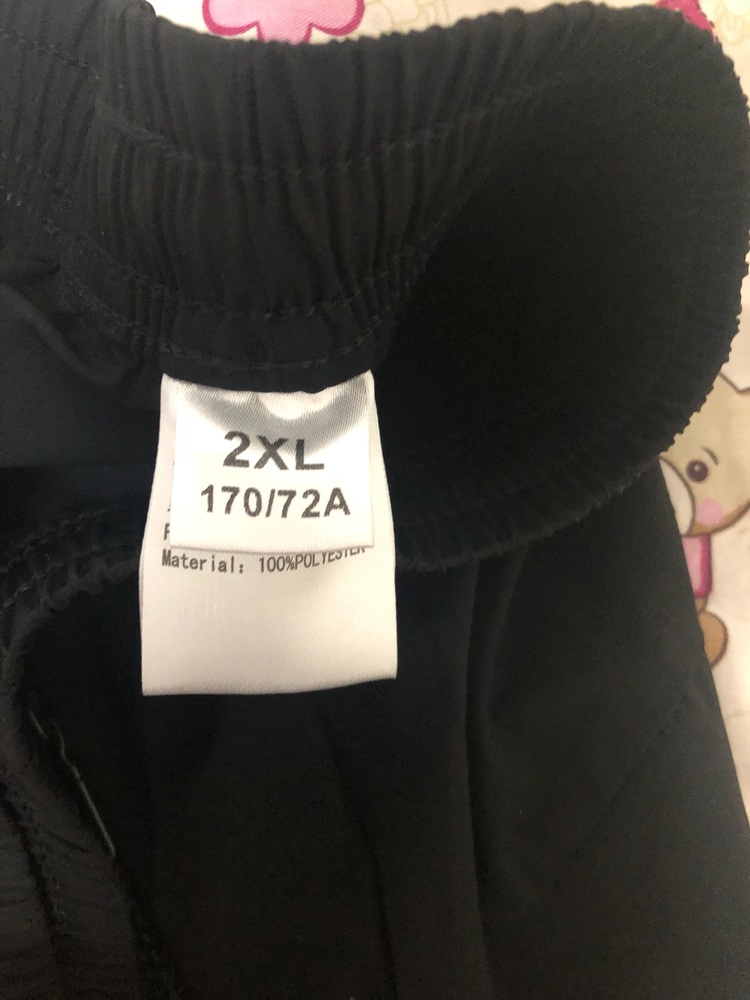 2XL
170/72A
Material: 100%POLYESTER